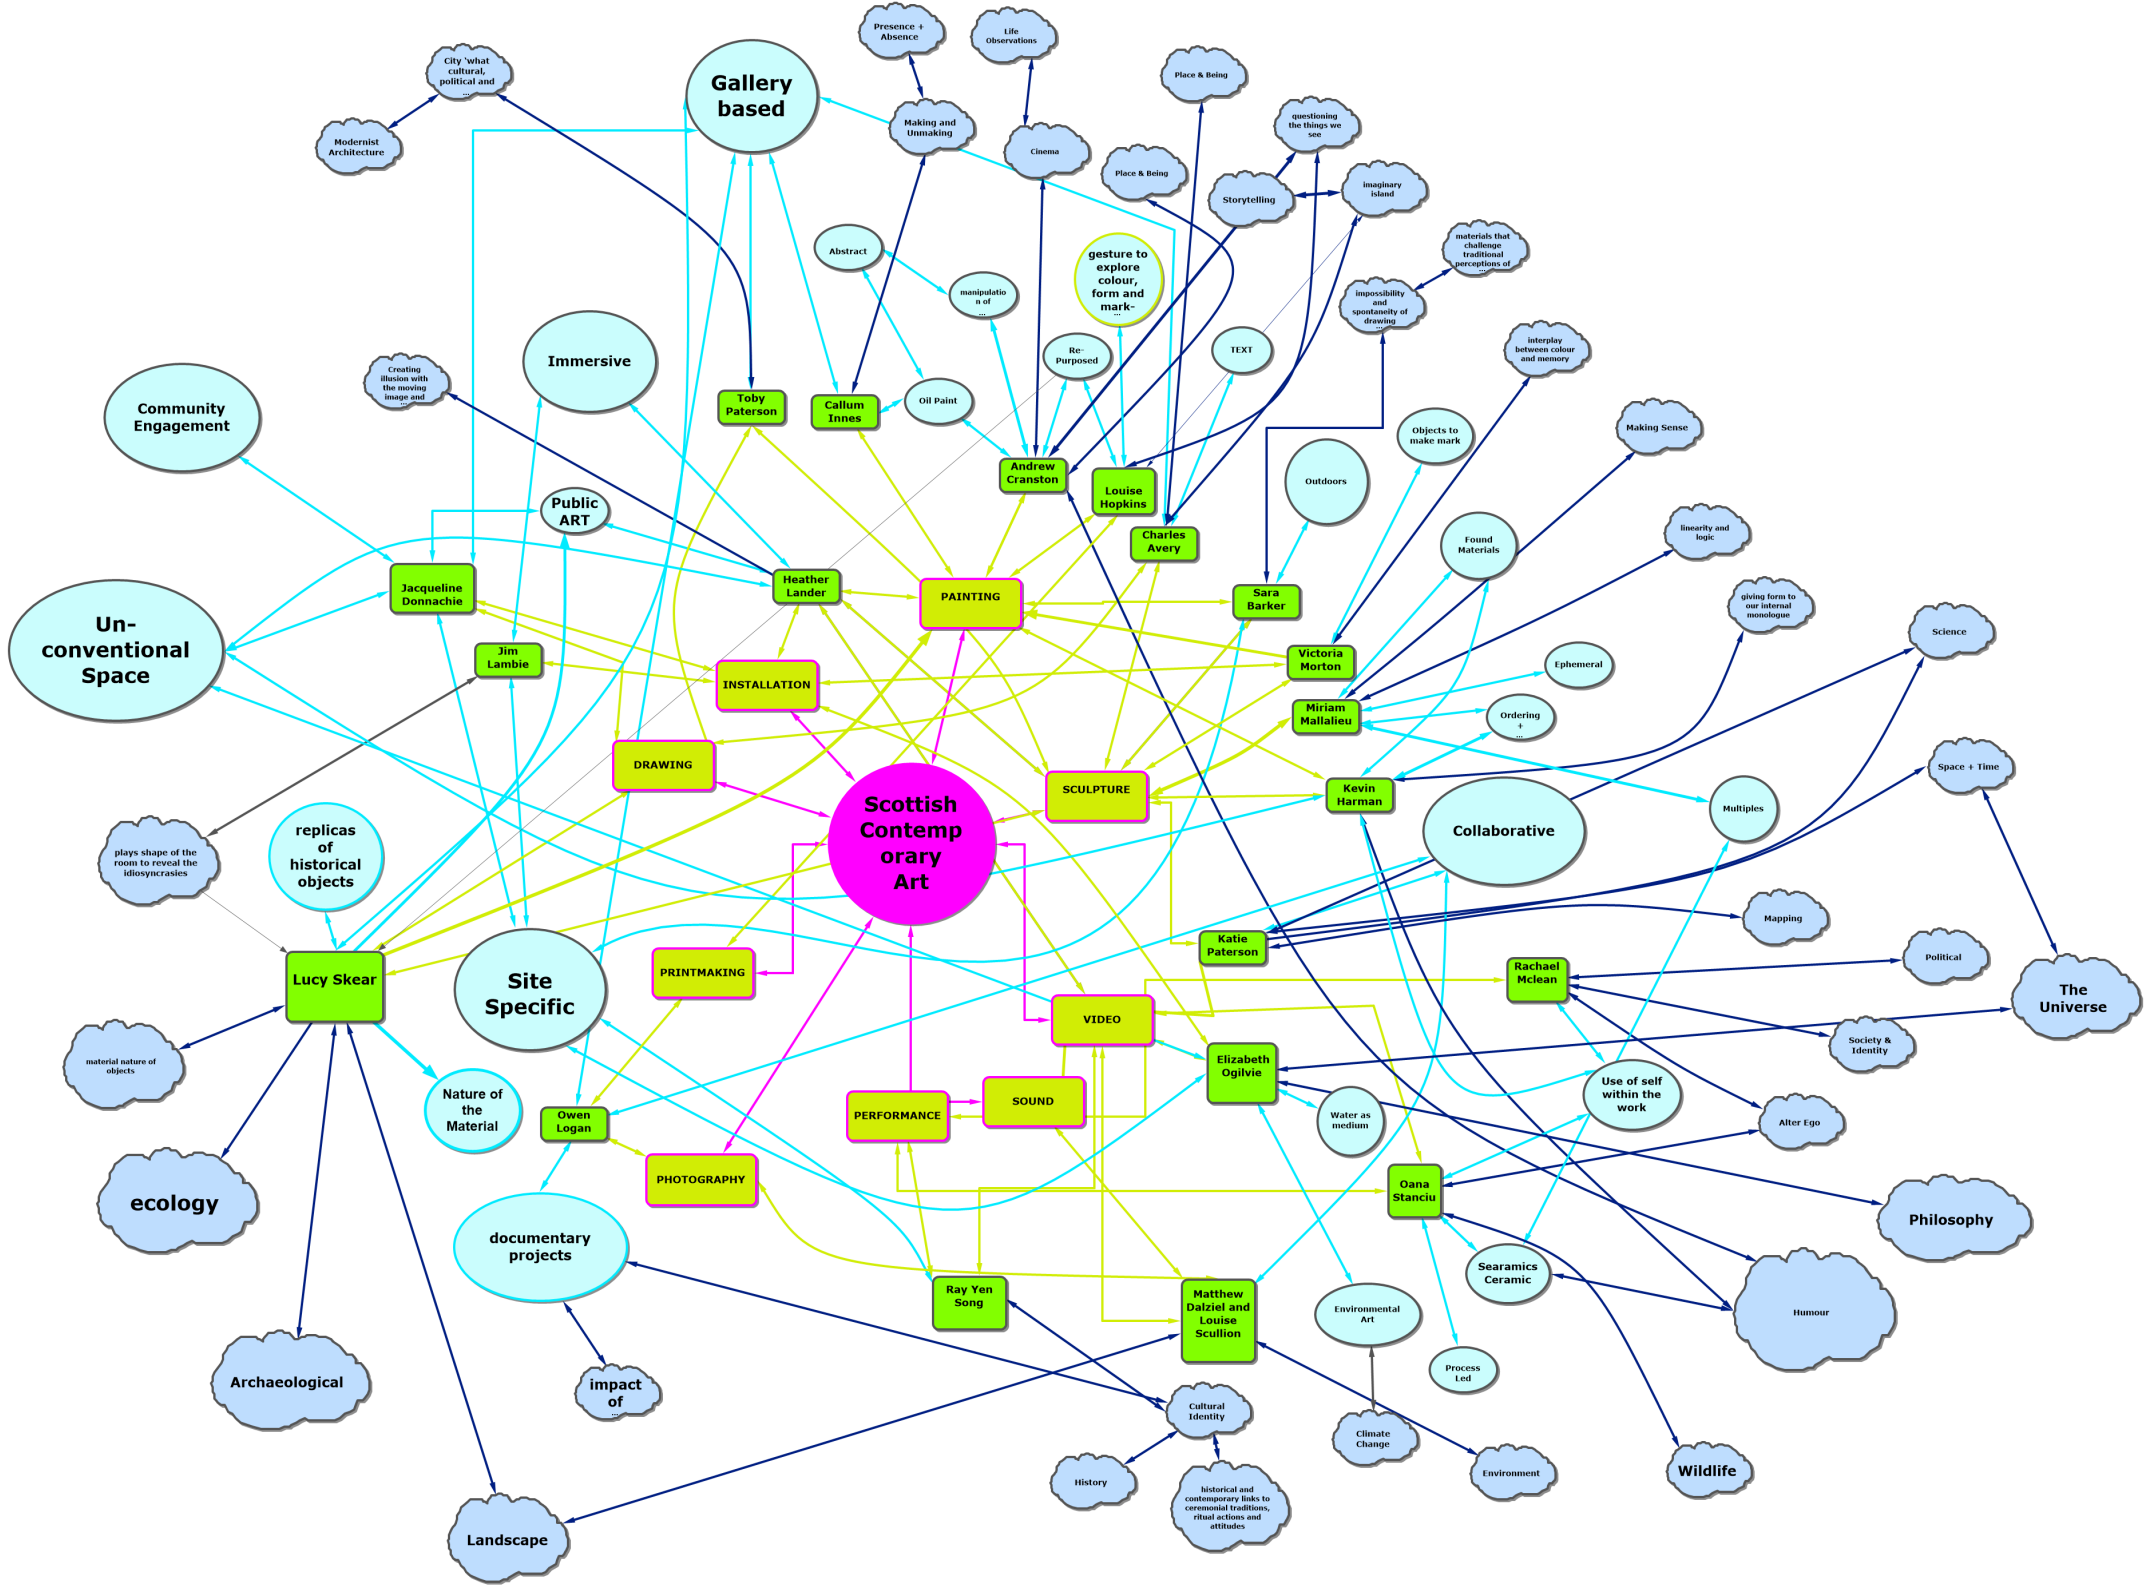 Presence +
Absence
Life
Observations
City 'what
cultural,
political and
...
Gallery
based
Place & Being
Making and
Unmaking
questioning
the things we
see
Modernist
Architecture
Cinema
Place & Being
Storytelling
imaginary
island
Abstract
gesture to
explore
colour,
form and
mark-
...
materials that
challenge
traditional
perceptions of
...
manipulatio
n of
...
impossibility
and
spontaneity of
drawing
...
Immersive
Creating
illusion with
the moving
image and
...
Re-
Purposed
TEXT
interplay
between colour
and memory
Community
Engagement
Toby
Paterson
Callum
Innes
Oil Paint
Objects to
make mark
Making Sense
Andrew
Cranston
Louise
Hopkins
Outdoors
Public
ART
Charles
Avery
Found
Materials
linearity and
logic
Jacqueline
Donnachie
Heather
Lander
PAINTING
Sara
Barker
giving form to
our internal
monologue
Science
Un-
conventional
Space
Jim
Lambie
INSTALLATION
Victoria
Morton
Ephemeral
Miriam
Mallalieu
Ordering
+
...
DRAWING
SCULPTURE
Kevin
Harman
Space + Time
Multiples
Scottish
Contemp
orary
Art
Collaborative
replicas
of
historical
objects
plays shape of the
room to reveal the
idiosyncrasies
Mapping
Katie
Paterson
Lucy Skear
Site
Specific
PRINTMAKING
Rachael
Mclean
Political
The
Universe
VIDEO
Society &
Identity
material nature of
objects
Elizabeth
Ogilvie
Nature of
the
Material
Owen
Logan
PERFORMANCE
SOUND
Water as
medium
Use of self
within the
work
Alter Ego
PHOTOGRAPHY
Oana
Stanciu
ecology
Philosophy
documentary
projects
Searamics
Ceramic
Ray Yen
Song
Matthew
Dalziel and
Louise
Scullion
Environmental
Art
Humour
Archaeological
impact
of
...
Process
Led
Cultural
Identity
Climate
Change
History
Environment
Wildlife
historical and
contemporary links to
ceremonial traditions,
ritual actions and
attitudes
Landscape